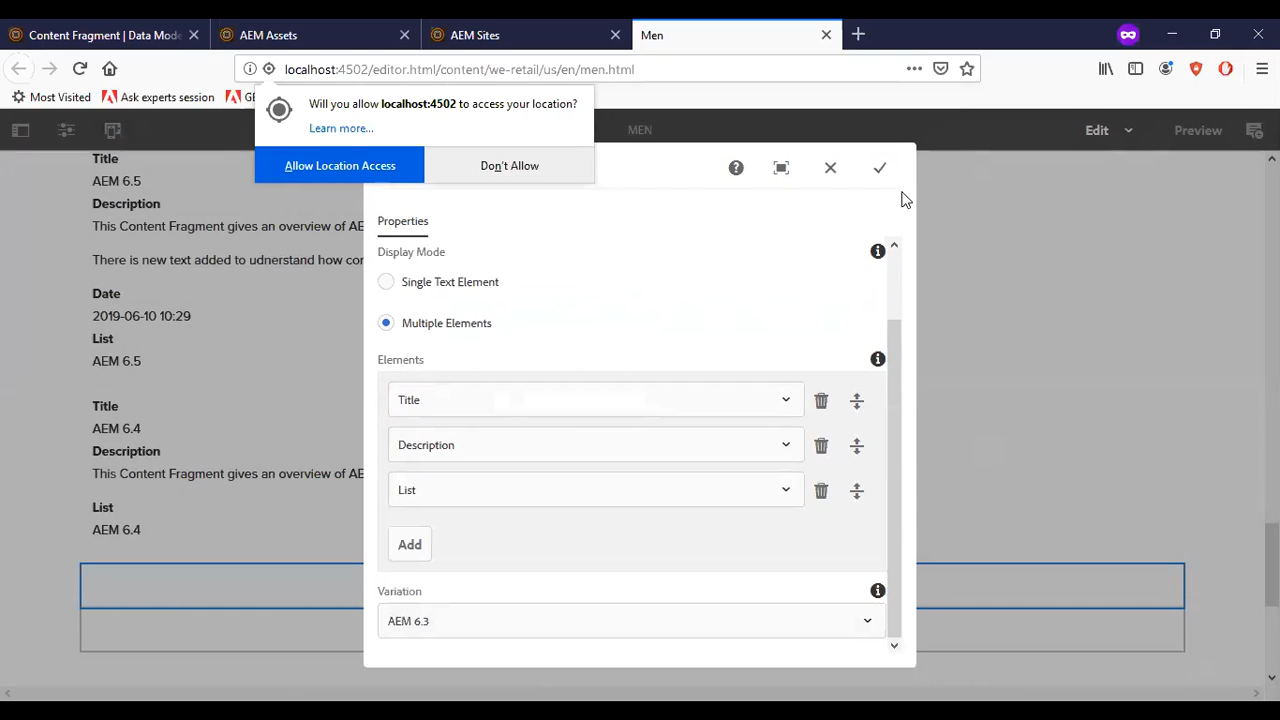 Content Fragment | Data Mode
AEM Assets
AEM Sites
Men
localhost:4502/editor.html/content/we-retail/us/en/men.html
Most Visited
Ask experts session
GE
Will you allow localhost:4502 to access your location?
Learn more...
Allow Location Access
Don't Allow
MEN
Edit
Preview
Title
AEM 6.5
Description
This Content Fragment gives an overview of AE
There is new text added to udnerstand how con
Date
2019-06-10 10:29
List
AEM 6.5
Title
AEM 6.4
Description
This Content Fragment gives an overview of AE
List
AEM 6.4
Properties
Display Mode
Single Text Element
Multiple Elements
Elements
Title
Description
List
Add
Variation
AEM 6.3